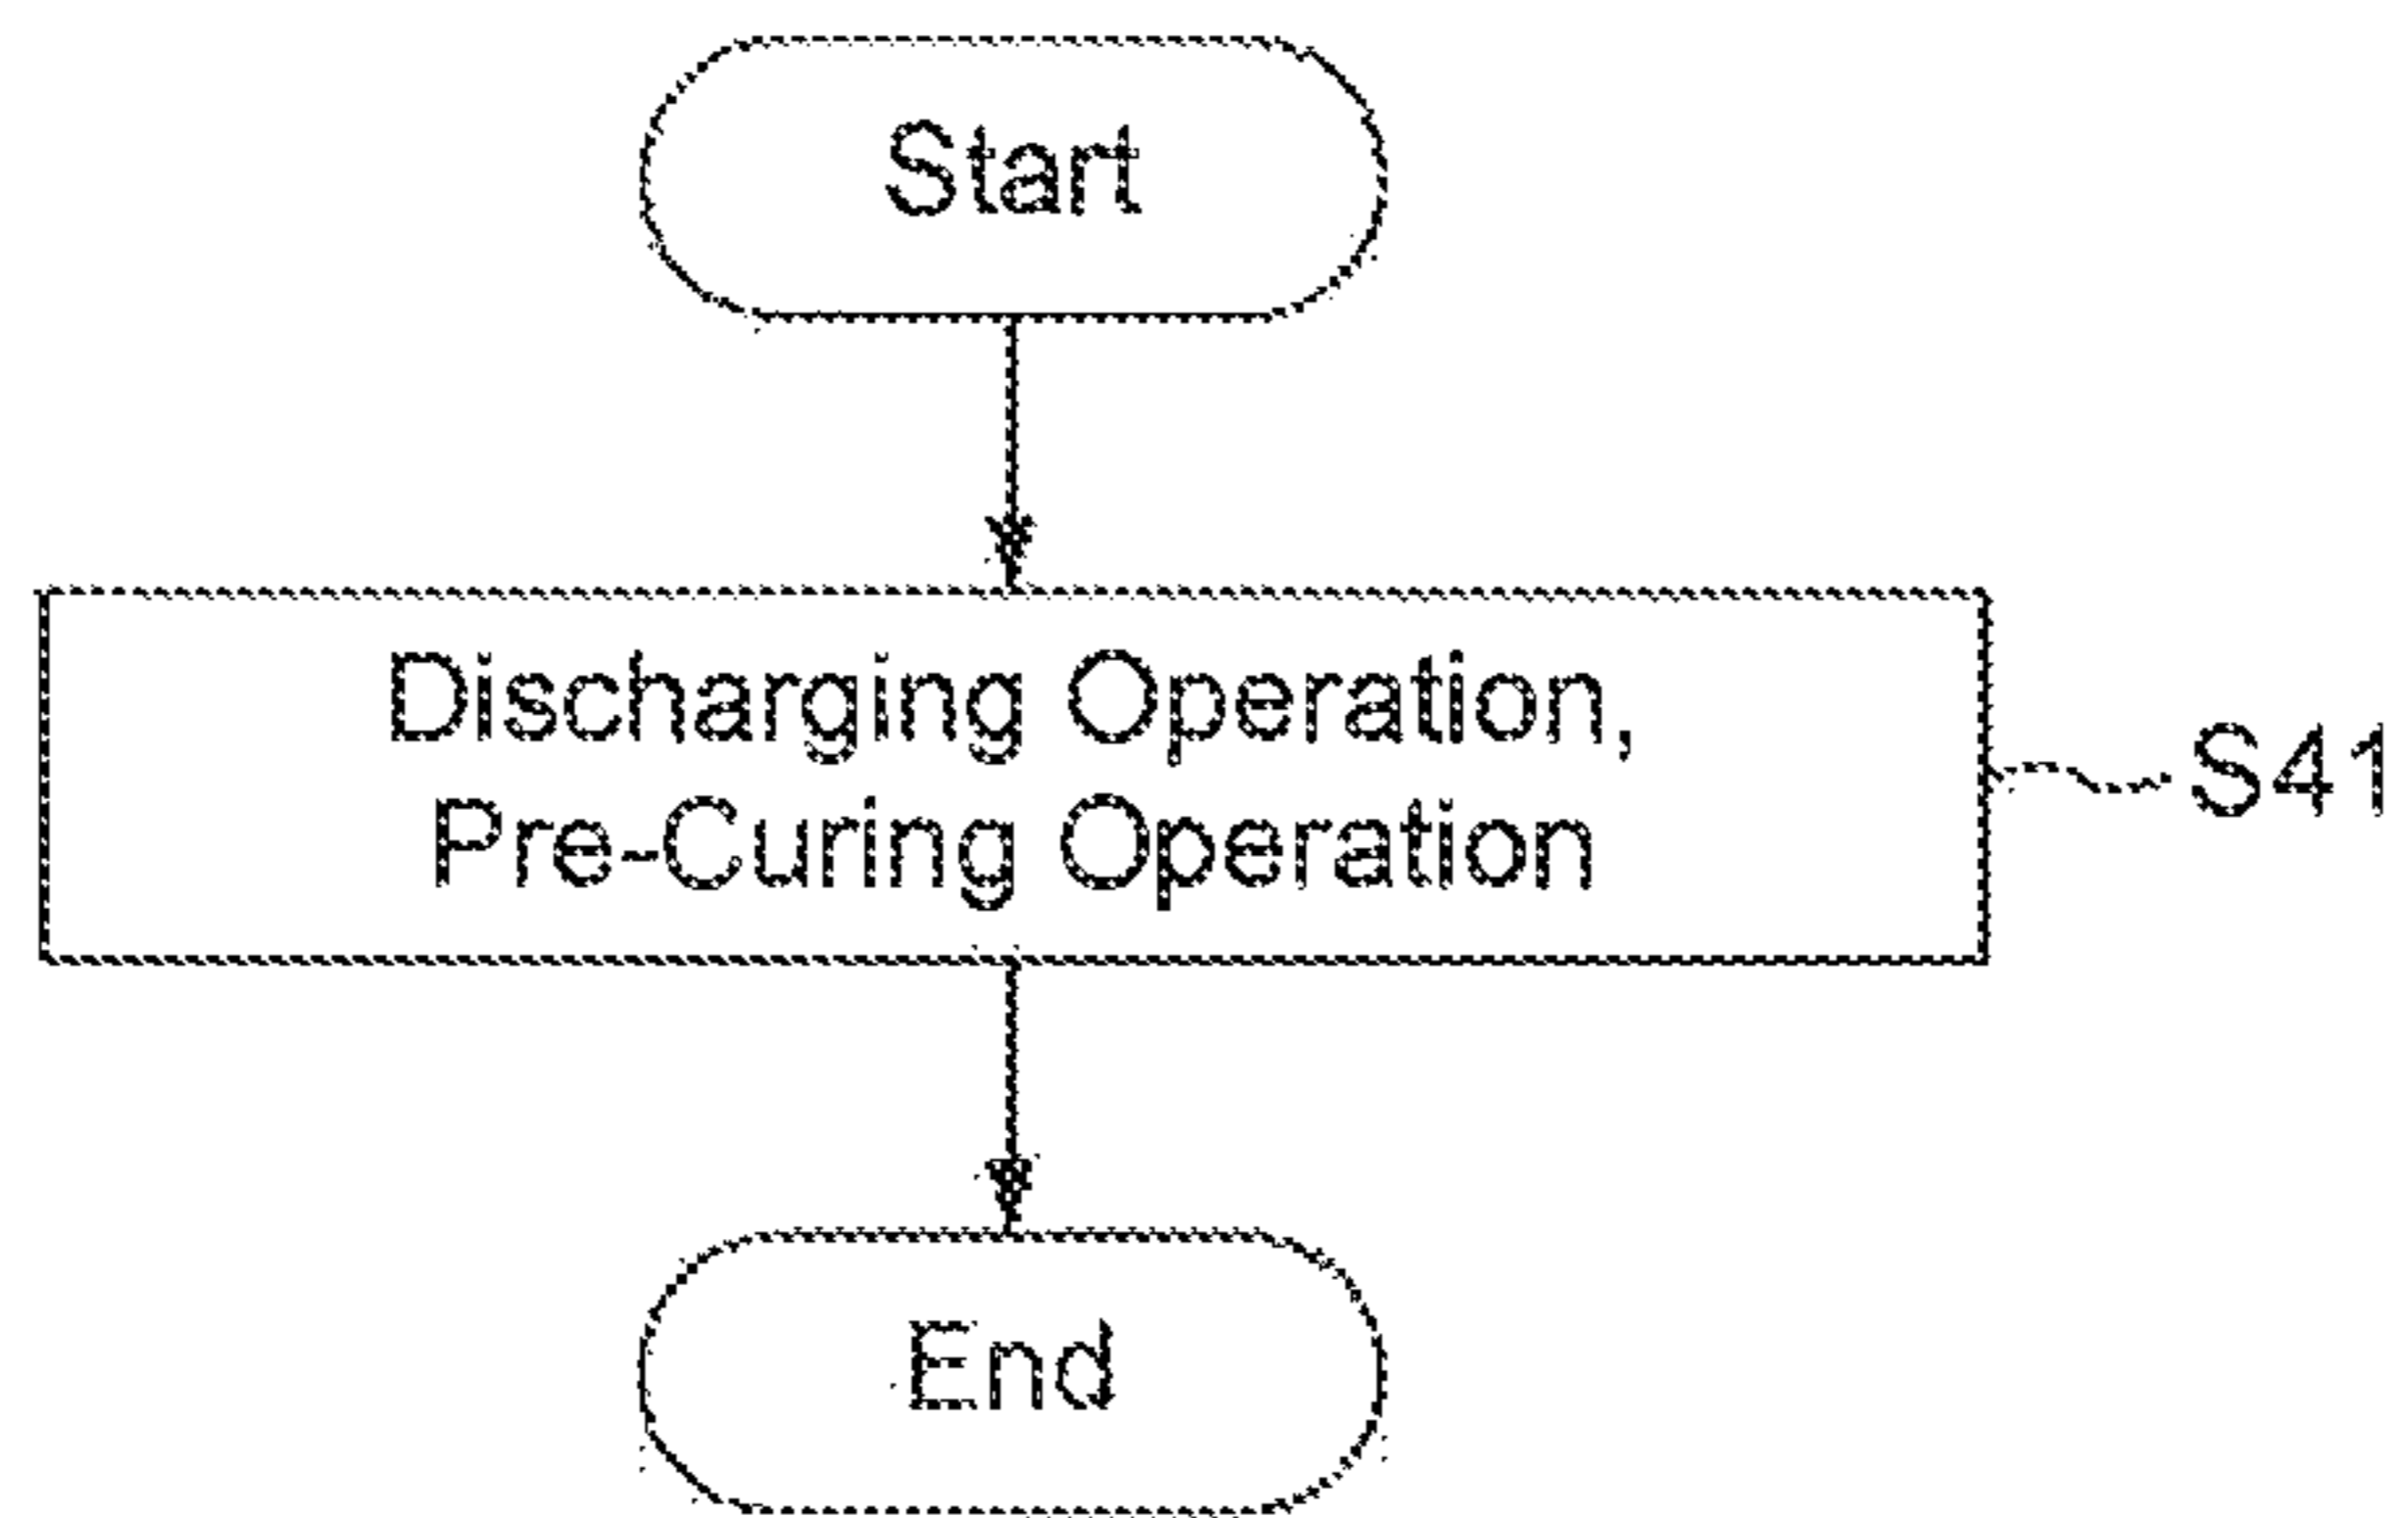 Start
Discharging Operation,
Pre-Curing Operation
S41
End